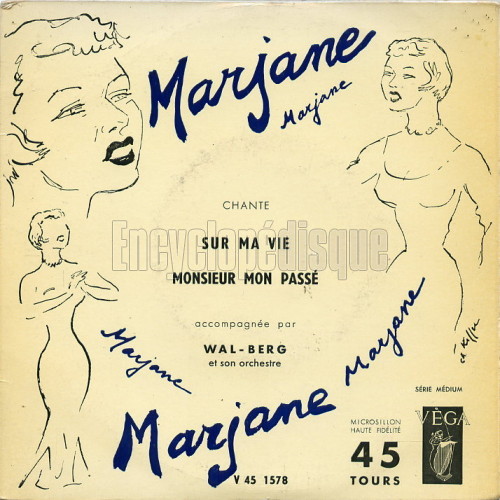 Marjane
Marjane
CHANTE
SUR MA VIE
Encyclopédisque
MONSIEUR MON PASSÉ
accompagnée par
WAL-BERG
et son orchestre
Marjane
Marjane
Marjane
SÉRIE MÉDIUM
MICROSILLON
HAUTE FIDÉLITÉ
45
TOURS
VÈGA
V 45 1578